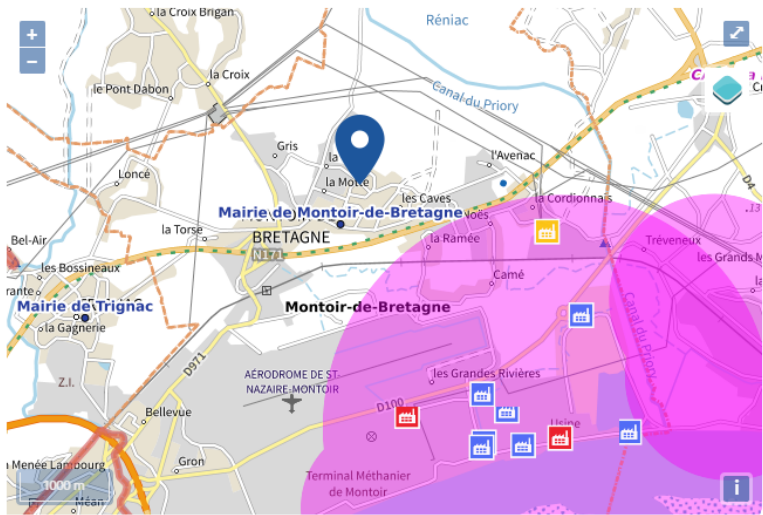 la Croix Brigan
Réniac
+
−
la Croix
le Pont Dabon
Canal du Priory
Gris
la
l'Avenac
Loncé
la Motte
les Caves
la Cordionnais
D4
Mairie de Montoir-de-Bretagne
Noës
la Torse
BRETAGNE
la Ramée
Bel-Air
N171
Tréveneux
les Grands
les Bossineaux
Camé
Mairie de Trignac
Montoir-de-Bretagne
la Gagnerie
Canal du Priory
D971
AÉRODROME DE ST-
NAZAIRE-MONTOIR
les Grandes Rivières
Z.I.
D100
Bellevue
Usine
Menée Lambourg
Gron
Terminal Méthanier
de Montoir
1000 m
Méan
i